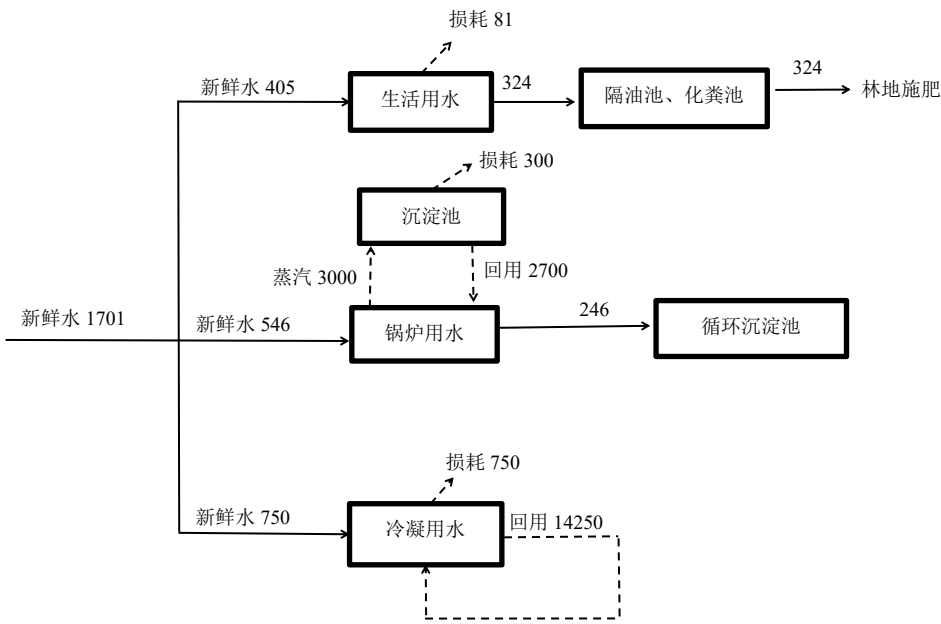 损耗 81
新鲜水 405
生活用水
324
隔油池、化粪池
324
林地施肥
损耗 300
沉淀池
蒸汽 3000
回用 2700
新鲜水 1701
新鲜水 546
锅炉用水
246
循环沉淀池
损耗 750
新鲜水 750
冷凝用水
回用 14250